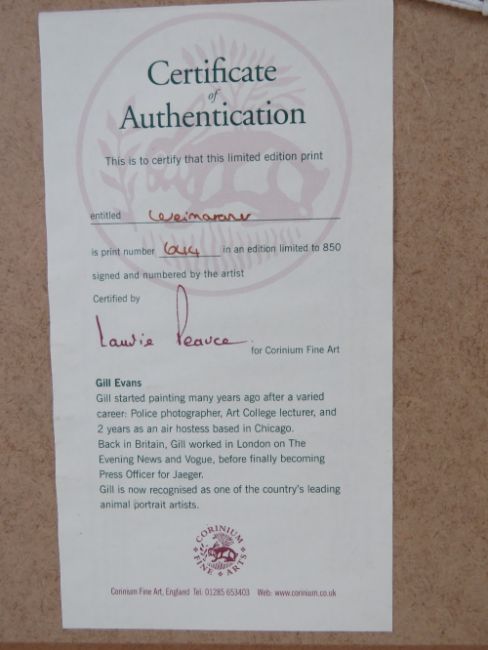 Certificate
of
Authentication
This is to certify that this limited edition print
entitled Weimaraner
is print number 644 in an edition limited to 850
signed and numbered by the artist
Certified by
Laurie Pearce
for Corinium Fine Art
Gill Evans
Gill started painting many years ago after a varied
career: Police photographer, Art College lecturer, and
2 years as an air hostess based in Chicago.
Back in Britain, Gill worked in London on The
Evening News and Vogue, before finally becoming
Press Officer for Jaeger.
Gill is now recognised as one of the country's leading
animal portrait artists.
CORINIUM
FINE ARTS
Corinium Fine Art, England Tel: 01285 653403 Web: www.corinium.co.uk